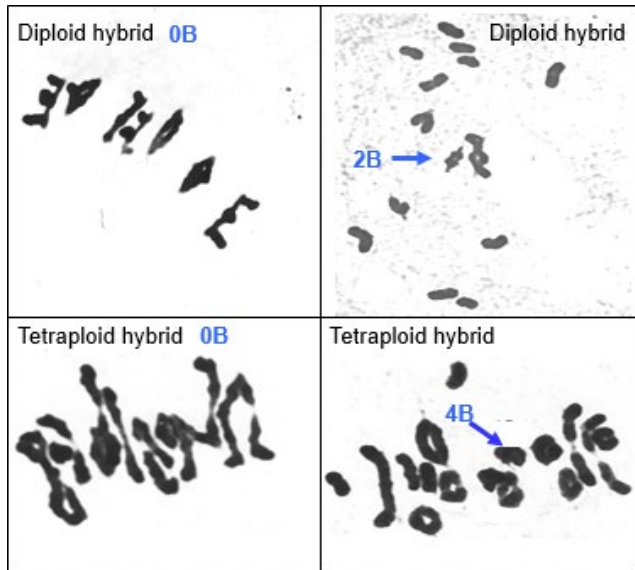 Diploid hybrid 0B
Diploid hybrid
2B
Tetraploid hybrid 0B
Tetraploid hybrid
4B